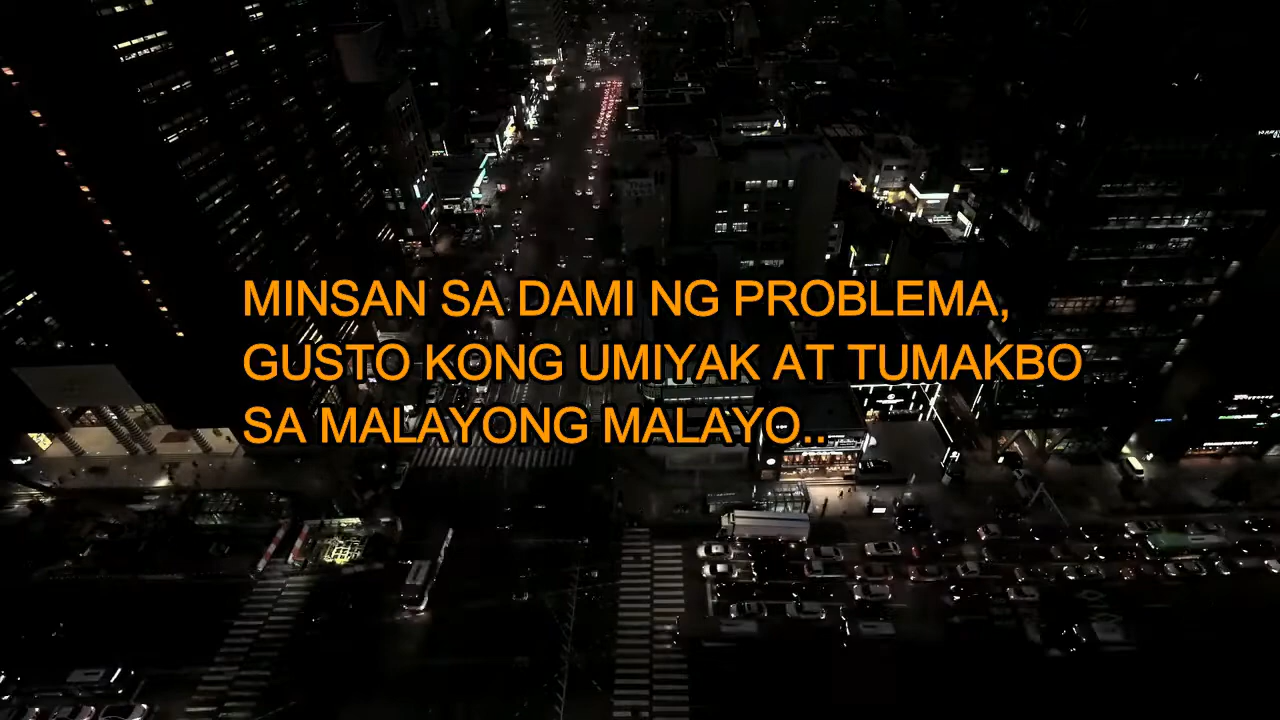 MINSAN SA DAMI NG PROBLEMA,
GUSTO KONG UMIYAK AT TUMAKBO
SA MALAYONG MALAYO..